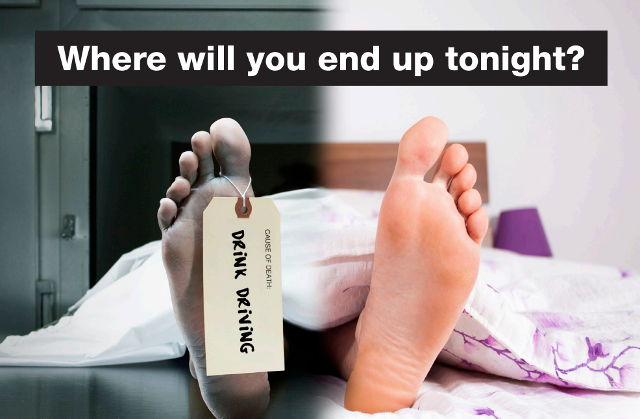 Where will you end up tonight?
CAUSE OF DEATH:
DRiNK DRiViNG